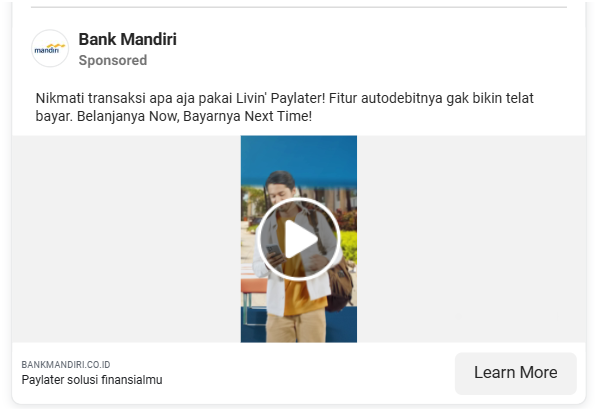 mandiri
Bank Mandiri
Sponsored
Nikmati transaksi apa aja pakai Livin' Paylater! Fitur autodebitnya gak bikin telat
bayar. Belanjanya Now, Bayarnya Next Time!
BANKMANDIRI.CO.ID
Paylater solusi finansialmu
Learn More